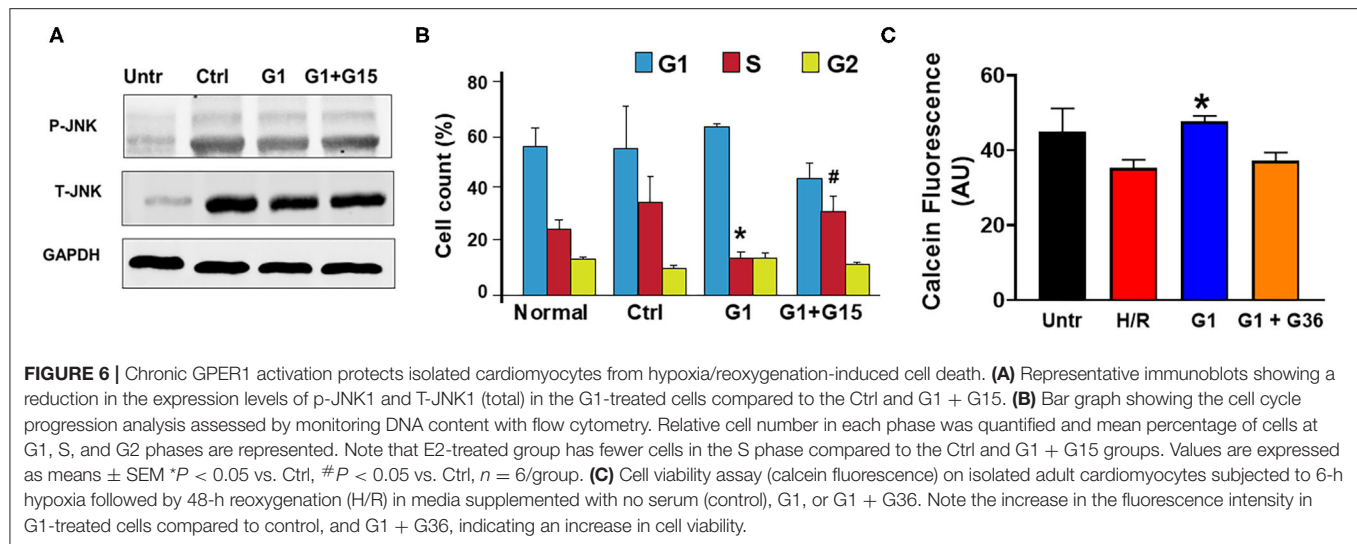 A
Untr Ctrl G1 G1+G15
P-JNK
T-JNK
GAPDH
B
G1 S G2
Cell count (%)
80
60
40
20
0
*
#
Normal Ctrl G1 G1+G15
C
Calcein Fluorescence
(AU)
60
40
20
0
*
Untr H/R G1 G1 + G36
FIGURE 6 | Chronic GPER1 activation protects isolated cardiomyocytes from hypoxia/reoxygenation-induced cell death. (A) Representative immunoblots showing a
reduction in the expression levels of p-JNK1 and T-JNK1 (total) in the G1-treated cells compared to the Ctrl and G1 + G15. (B) Bar graph showing the cell cycle
progression analysis assessed by monitoring DNA content with flow cytometry. Relative cell number in each phase was quantified and mean percentage of cells at
G1, S, and G2 phases are represented. Note that E2-treated group has fewer cells in the S phase compared to the Ctrl and G1 + G15 groups. Values are expressed
as means ± SEM *P < 0.05 vs. Ctrl, #P < 0.05 vs. Ctrl, n = 6/group. (C) Cell viability assay (calcein fluorescence) on isolated adult cardiomyocytes subjected to 6-h
hypoxia followed by 48-h reoxygenation (H/R) in media supplemented with no serum (control), G1, or G1 + G36. Note the increase in the fluorescence intensity in
G1-treated cells compared to control, and G1 + G36, indicating an increase in cell viability.